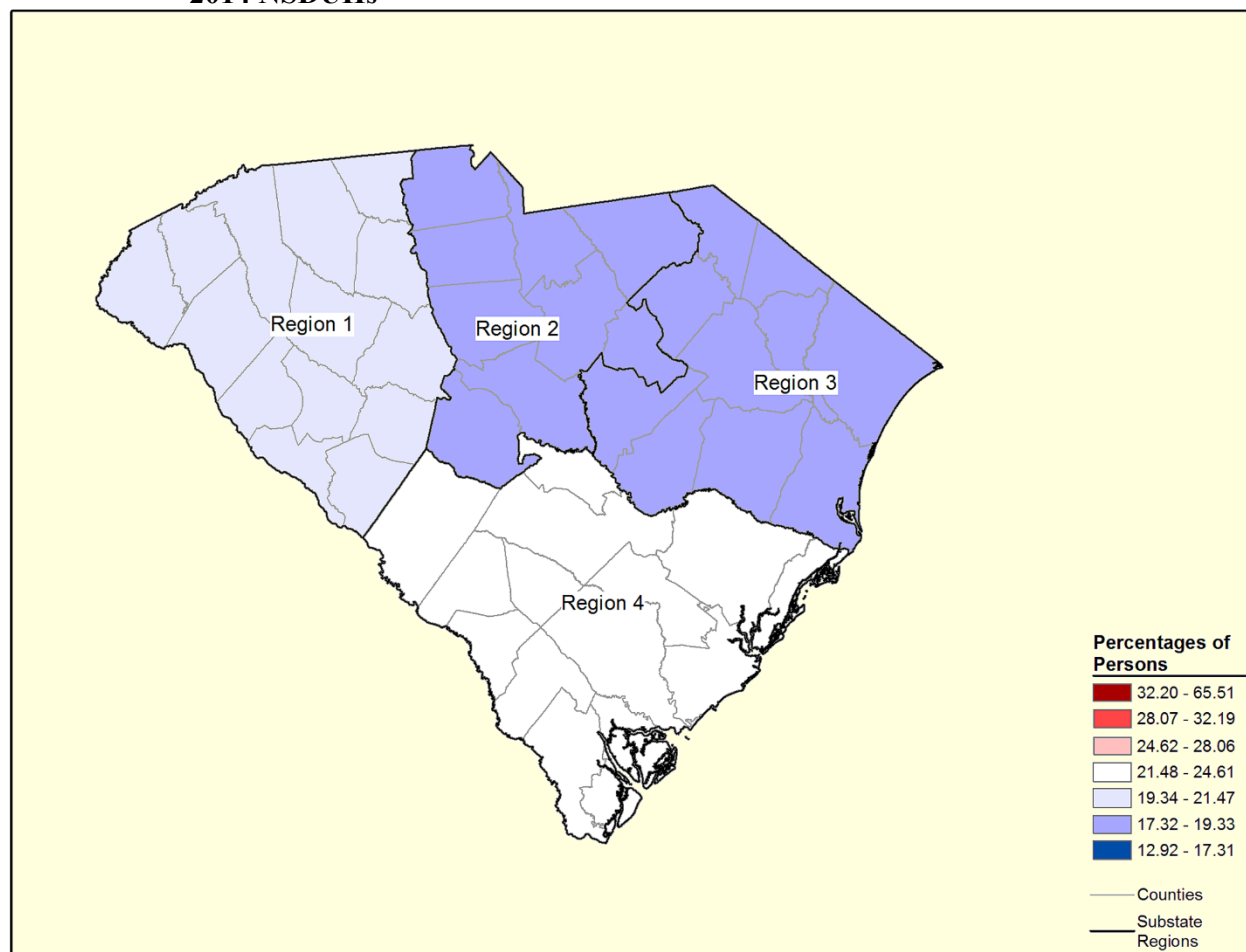 2014 NSDUHs
Region 1
Region 2
Region 3
Region 4
Percentages of
Persons
32.20 - 65.51
28.07 - 32.19
24.62 - 28.06
21.48 - 24.61
19.34 - 21.47
17.32 - 19.33
12.92 - 17.31
Counties
Substate
Regions